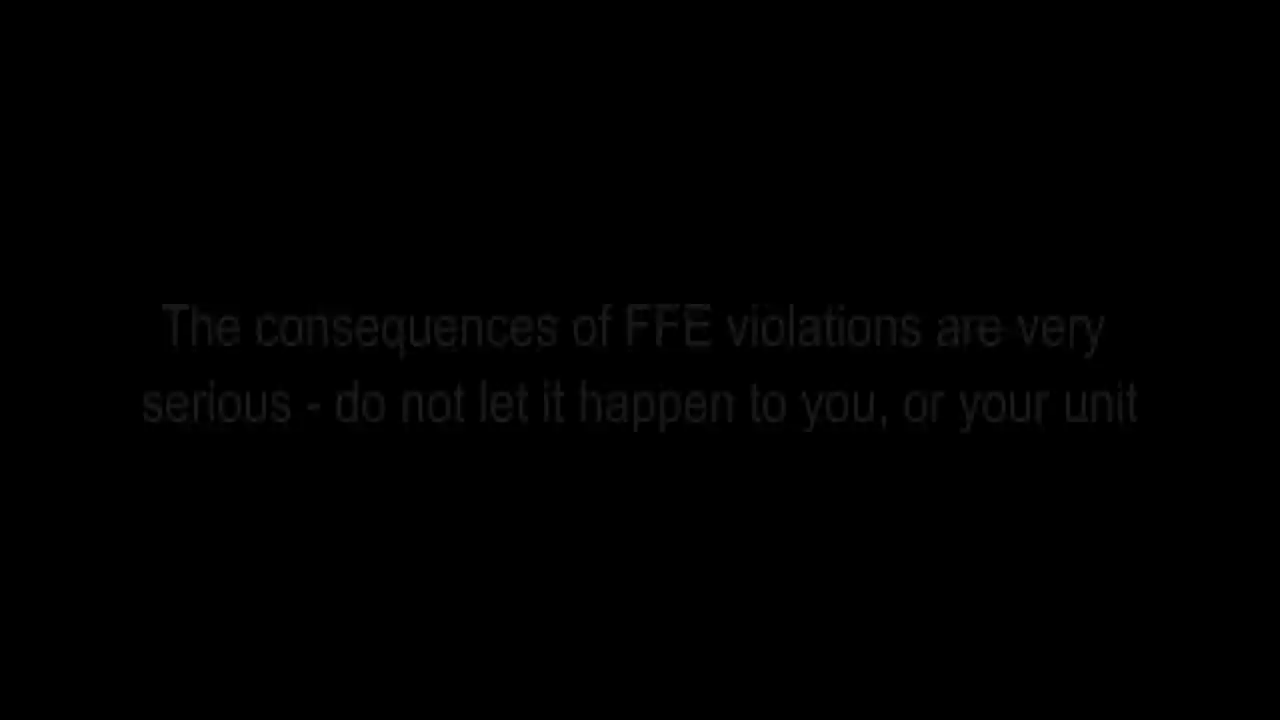 The consequences of FFE violations are very
serious - do not let it happen to you, or your unit